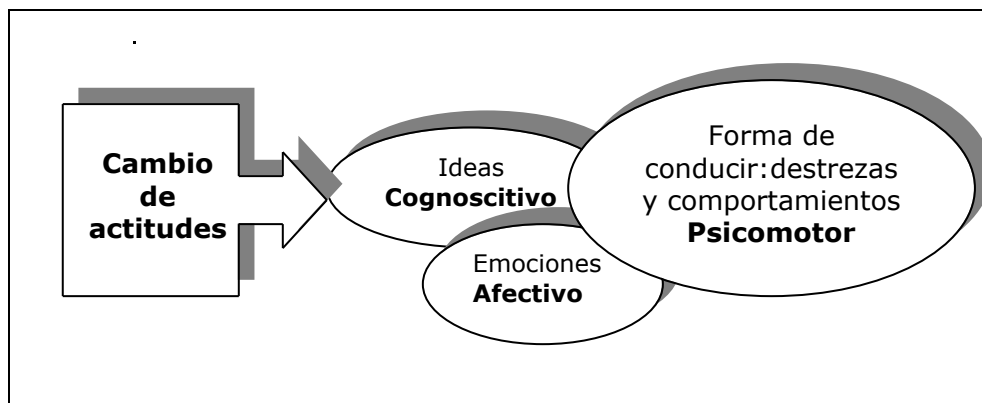 Cambio
de
actitudes
Ideas
Cognoscitivo
Emociones
Afectivo
Forma de
conducir:destrezas
y comportamientos
Psicomotor